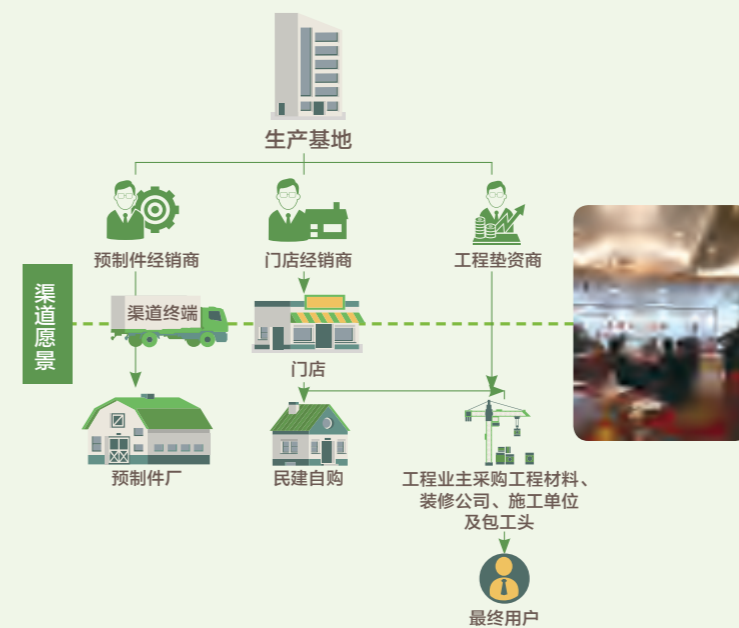 生产基地
预制件经销商
门店经销商
工程垫资商
渠道愿景
渠道终端
门店
预制件厂
民建自购
工程业主采购工程材料、
装修公司、施工单位
及包工头
最终用户